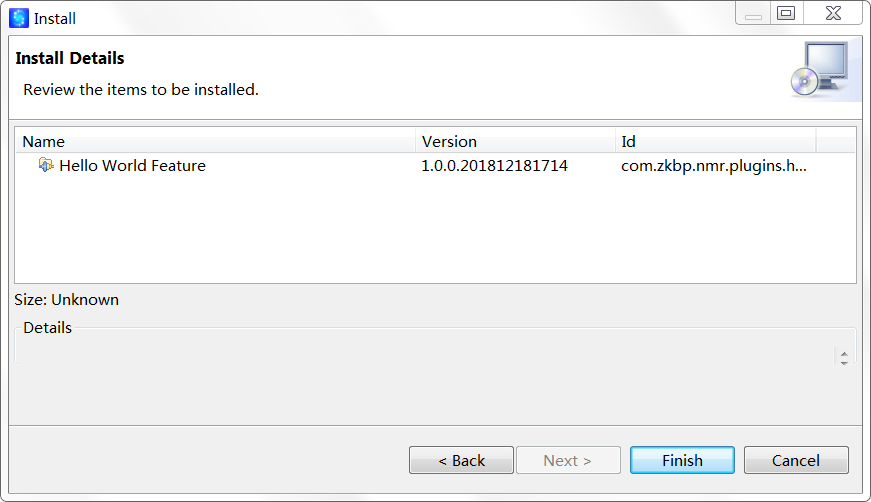 Install
Install Details
Review the items to be installed.
Name Version Id
Hello World Feature 1.0.0.201812181714 com.zkbp.nmr.plugins.h...
Size: Unknown
Details
< Back Next > Finish Cancel